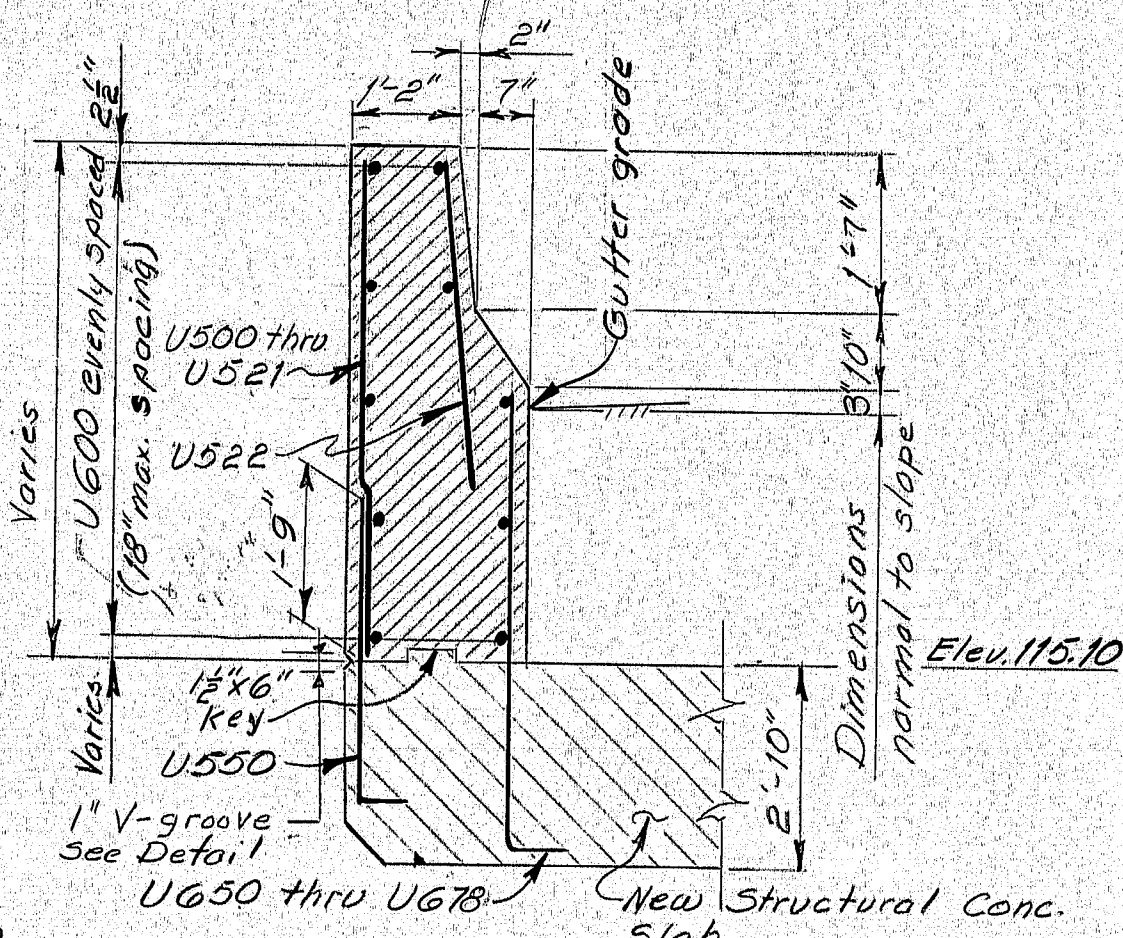 2"
1'-2"
7"
2½"
Gutter grade
U600 evenly spaced
(18" max. spacing)
Varies
1'-7"
10"
3"
U500 thru
U521
U522
1'-9"
Dimensions
normal to slope
Elev. 115.10
1½"x6"
key
Varies
U550
2'-10"
1" V-groove
see Detail
U650 thru U678
New Structural Conc.
Slab